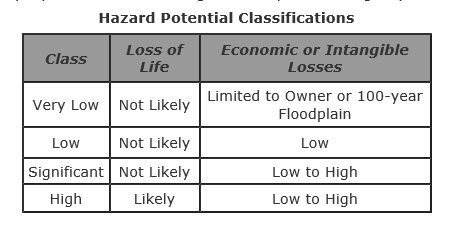 Hazard Potential Classifications
Class
Loss of
Life
Economic or Intangible
Losses
Very Low
Not Likely
Limited to Owner or 100-year
Floodplain
Low
Not Likely
Low
Significant
Not Likely
Low to High
High
Likely
Low to High